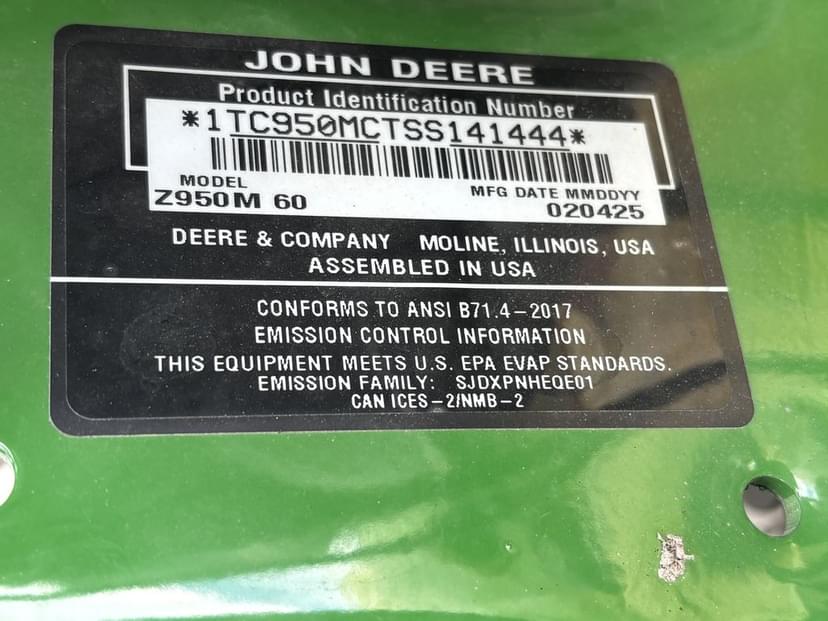 JOHN DEERE
Product Identification Number
*1TC950MCTSS141444*
MODEL MFG DATE MMDDYY
Z950M 60 020425
DEERE & COMPANY MOLINE, ILLINOIS, USA
ASSEMBLED IN USA
CONFORMS TO ANSI B71.4-2017
EMISSION CONTROL INFORMATION
THIS EQUIPMENT MEETS U.S. EPA EVAP STANDARDS.
EMISSION FAMILY: SJDXPNHEQE01
CAN ICES-2/NMB-2